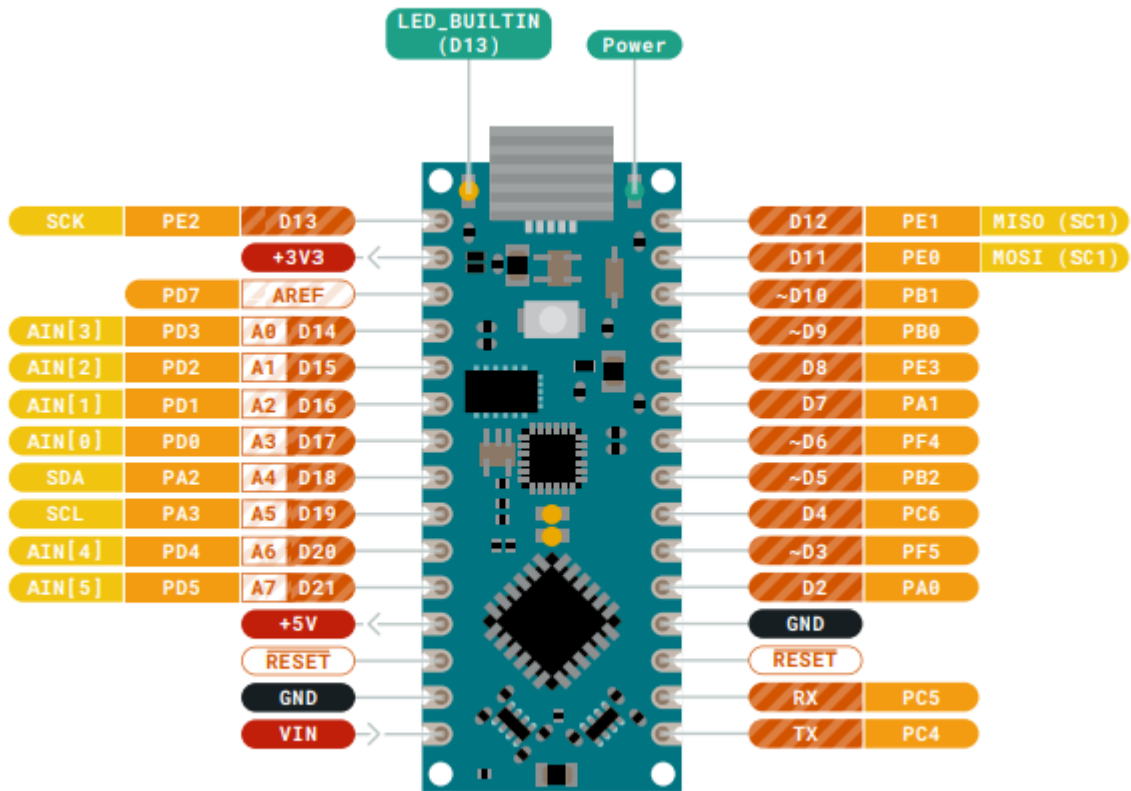 LED_BUILTIN
(D13)
Power
SCK PE2 D13
D12 PE1 MISO (SC1)
+3V3
D11 PE0 MOSI (SC1)
PD7 AREF
~D10 PB1
AIN[3] PD3 A0 D14
~D9 PB0
AIN[2] PD2 A1 D15
D8 PE3
AIN[1] PD1 A2 D16
D7 PA1
AIN[0] PD0 A3 D17
~D6 PF4
SDA PA2 A4 D18
~D5 PB2
SCL PA3 A5 D19
D4 PC6
AIN[4] PD4 A6 D20
~D3 PF5
AIN[5] PD5 A7 D21
D2 PA0
+5V
GND
RESET
RESET
GND
RX PC5
VIN
TX PC4